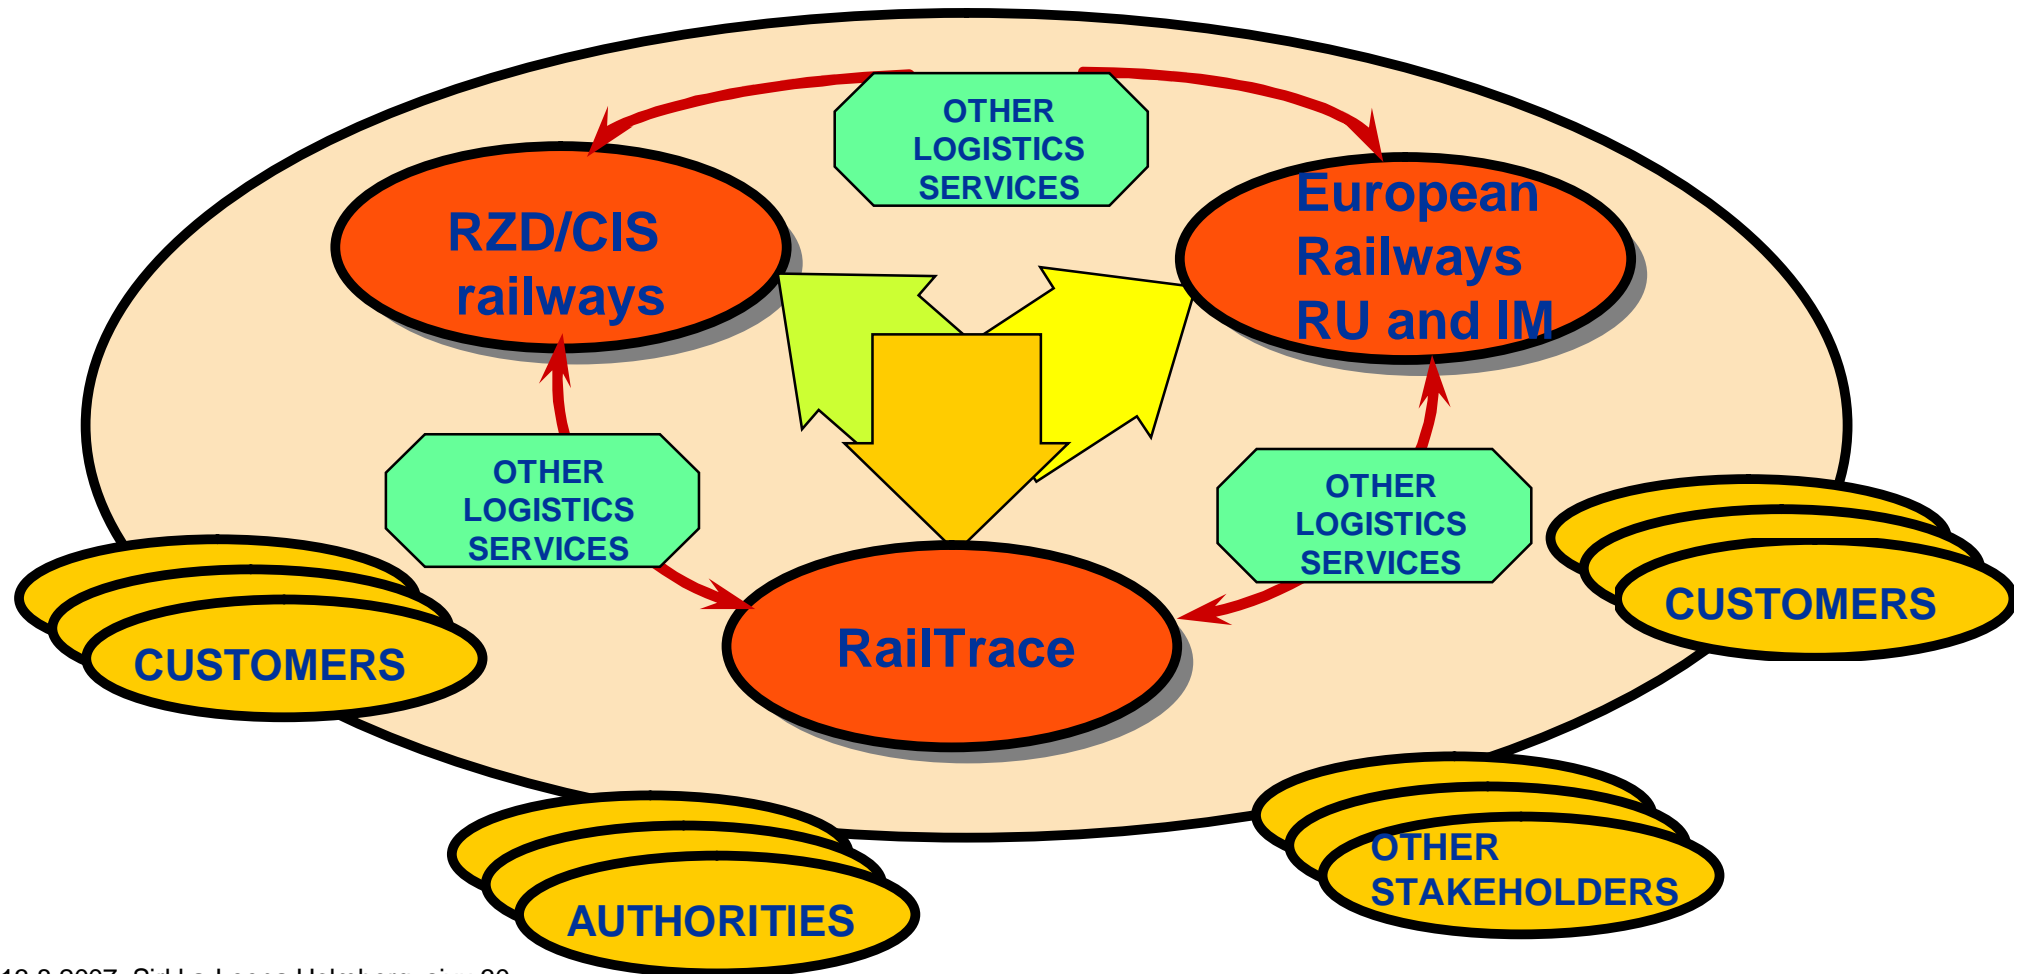 OTHER
LOGISTICS
SERVICES
RZD/CIS
railways
European
Railways
RU and IM
OTHER
LOGISTICS
SERVICES
OTHER
LOGISTICS
SERVICES
CUSTOMERS
CUSTOMERS
RailTrace
OTHER
STAKEHOLDERS
AUTHORITIES